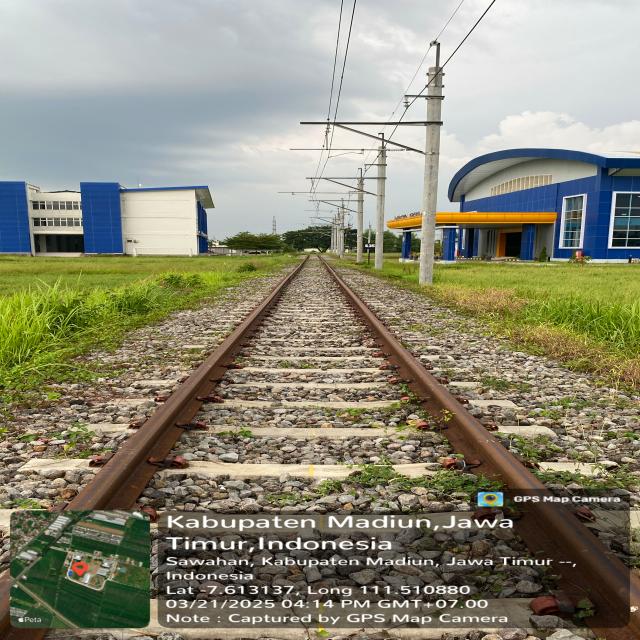 GPS Map Camera
Kabupaten Madiun,Jawa
Timur,Indonesia
Sawahan, Kabupaten Madiun, Jawa Timur --,
Indonesia
Lat -7.613137, Long 111.510880
03/21/2025 04:14 PM GMT+07.00
Note : Captured by GPS Map Camera
Peta